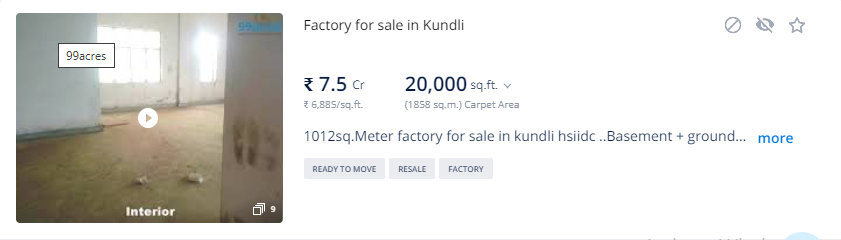 99acres
Interior
9
Factory for sale in Kundli
₹ 7.5 Cr
₹ 6,885/sq.ft.
20,000 sq.ft.
(1858 sq.m.) Carpet Area
1012sq.Meter factory for sale in kundli hsiidc ..Basement + ground... more
READY TO MOVE
RESALE
FACTORY